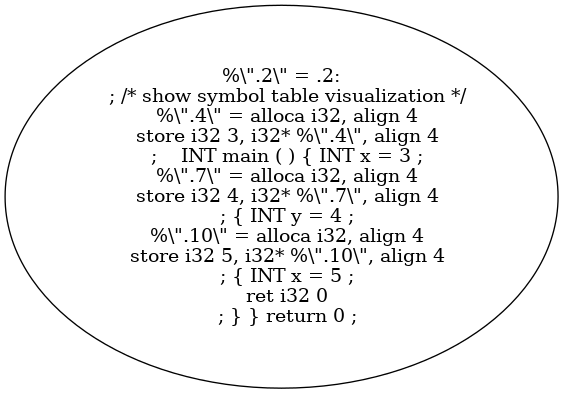 %\".2\" = .2:
; /* show symbol table visualization */
%\".4\" = alloca i32, align 4
store i32 3, i32* %\".4\", align 4
;    INT main ( ) { INT x = 3 ;
%\".7\" = alloca i32, align 4
store i32 4, i32* %\".7\", align 4
; { INT y = 4 ;
%\".10\" = alloca i32, align 4
store i32 5, i32* %\".10\", align 4
; { INT x = 5 ;
ret i32 0
; } } return 0 ;